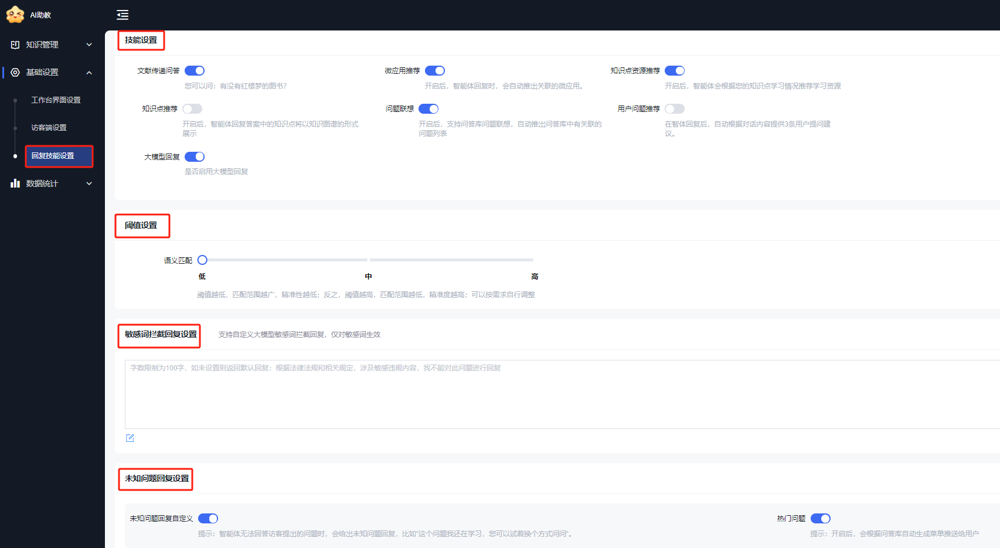 AI助教
知识管理
基础设置
工作台界面设置
访客端设置
回复技能设置
数据统计
技能设置
文献传递问答
您可以问：有没有红楼梦的图书？
微应用推荐
开启后，智能体回复时，会自动推出关联的微应用。
知识点资源推荐
开启后，智能体会根据您的知识点学习情况推荐学习资源
知识点推荐
开启后，智能体回复答案中的知识点将以知识图谱的形式
展示
问题联想
开启后，支持问答库问题联想，自动推出问答库中有关联的
问题列表
用户问题推荐
在智体回复后，自动根据对话内容提供3条用户提问建
议。
大模型回复
是否启用大模型回复
阈值设置
语义匹配
低 中 高
阈值越低，匹配范围越广，精准性越低；反之，阈值越高，匹配范围越低，精准度越高；可以按需求自行调整
敏感词拦截回复设置 支持自定义大模型敏感词拦截回复，仅对敏感词生效
字数限制为100字，如未设置则返回默认回复：根据法律法规和相关规定，涉及敏感违规内容，我不能对此问题进行回复
未知问题回复设置
未知问题回复自定义
提示：智能体无法回答访客提出的问题时，会给出未知问题回复，比如“这个问题我还在学习，您可以试着换个方式问问”。
热门问题
提示：开启后，会根据问答库自动生成菜单推送给用户